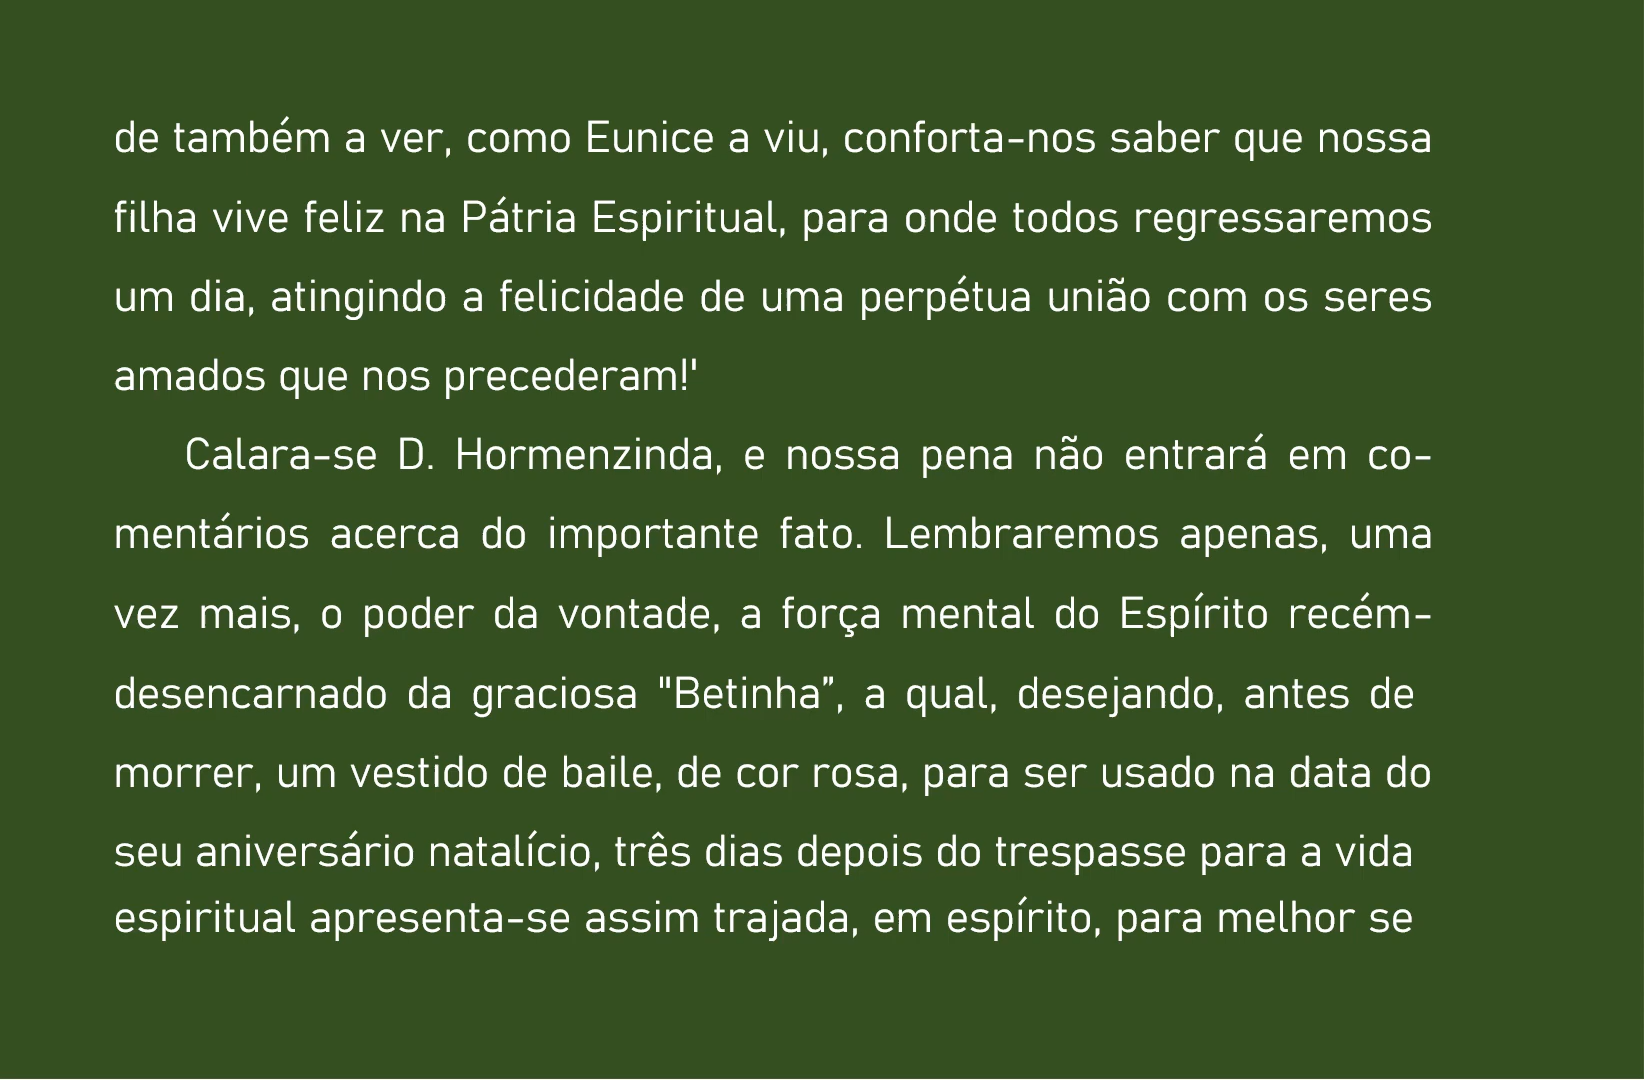 de também a ver, como Eunice a viu, conforta-nos saber que nossa
filha vive feliz na Pátria Espiritual, para onde todos regressaremos
um dia, atingindo a felicidade de uma perpétua união com os seres
amados que nos precederam!'
Calara-se D. Hormenzinda, e nossa pena não entrará em co-
mentários acerca do importante fato. Lembraremos apenas, uma
vez mais, o poder da vontade, a força mental do Espírito recém-
desencarnado da graciosa "Betinha”, a qual, desejando, antes de
morrer, um vestido de baile, de cor rosa, para ser usado na data do
seu aniversário natalício, três dias depois do trespasse para a vida
espiritual apresenta-se assim trajada, em espírito, para melhor se